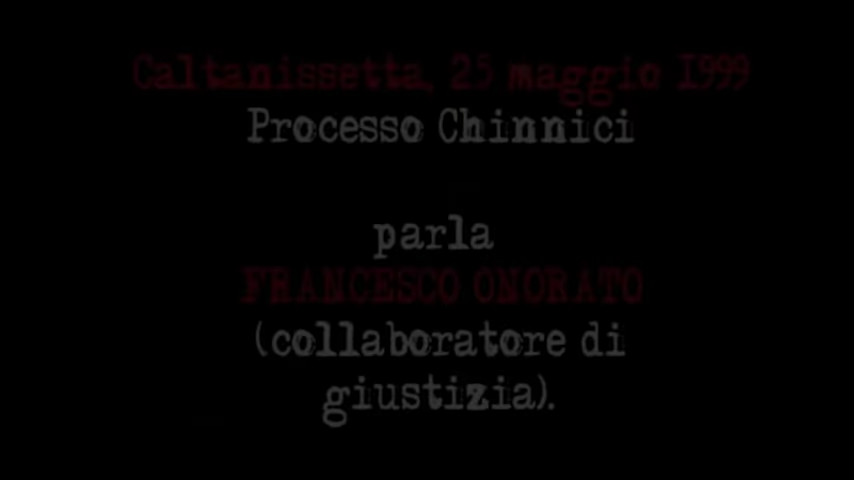 Caltanissetta, 25 maggio 1999
Processo Chinnici
parla
FRANCESCO ONORATO
(collaboratore di
giustizia).